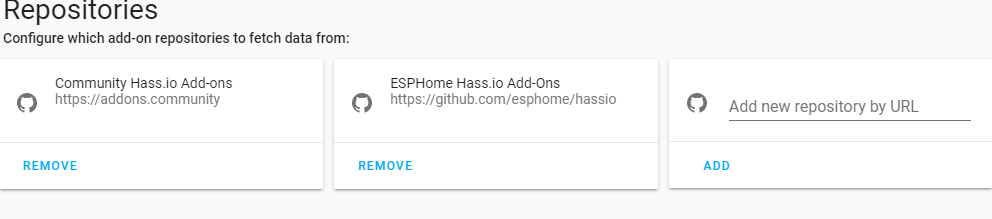 Repositories
Configure which add-on repositories to fetch data from:
Community Hass.io Add-ons
https://addons.community
REMOVE
ESPHome Hass.io Add-Ons
https://github.com/esphome/hassio
REMOVE
Add new repository by URL
ADD